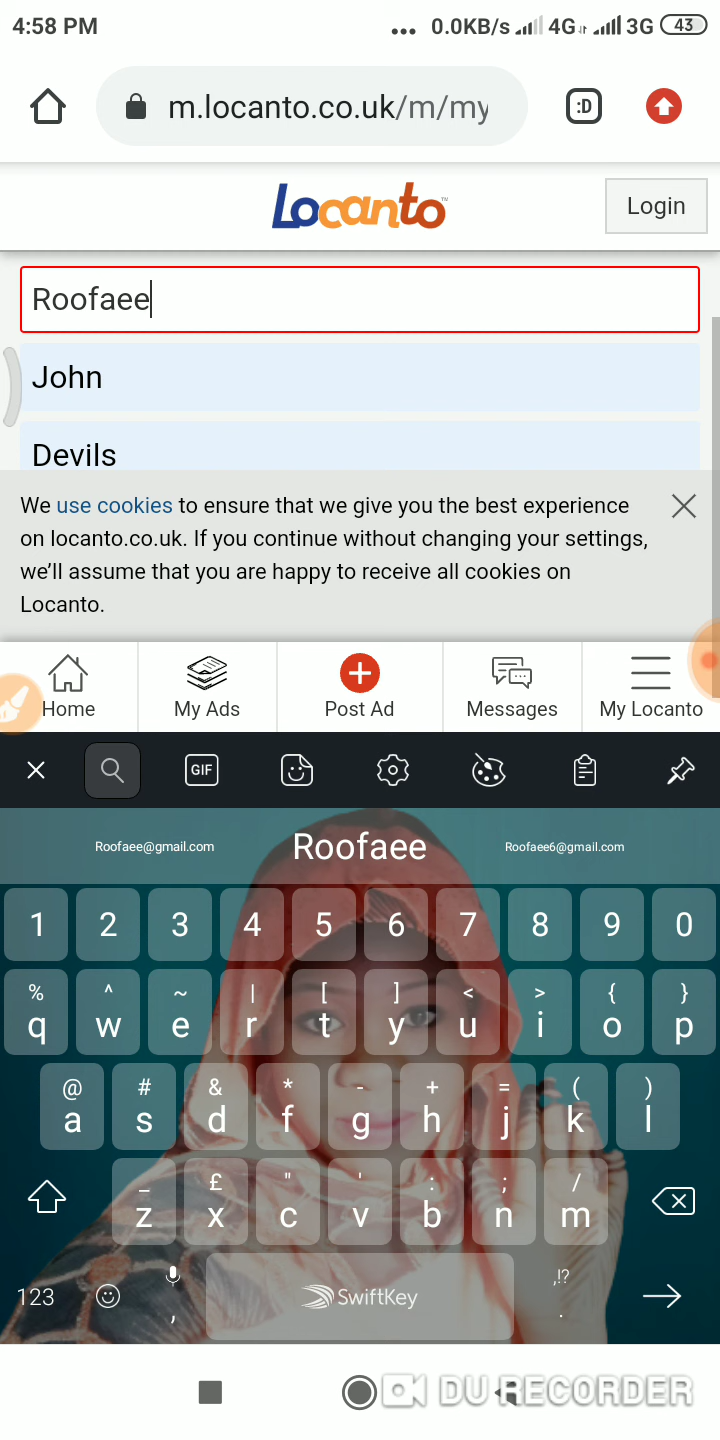 4:58 PM ... 0.0KB/s 4G 3G 43
m.locanto.co.uk/m/my
:D
Locanto™
Login
Roofaee
John
Devils
We use cookies to ensure that we give you the best experience
on locanto.co.uk. If you continue without changing your settings,
we'll assume that you are happy to receive all cookies on
Locanto.
Home My Ads Post Ad Messages My Locanto
GIF
Roofaee@gmail.com Roofaee Roofaee6@gmail.com
1 2 3 4 5 6 7 8 9 0
% ^ ~ | [ ] < > { }
q w e r t y u i o p
@ # & * - + = ( )
a s d f g h j k l
_ £ " ' : ; /
z x c v b n m
123 , SwiftKey ,!? .
DU RECORDER